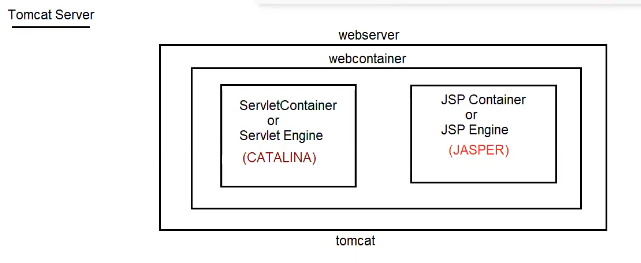 Tomcat Server
webserver
webcontainer
ServletContainer
or
Servlet Engine
(CATALINA)
JSP Container
or
JSP Engine
(JASPER)
tomcat